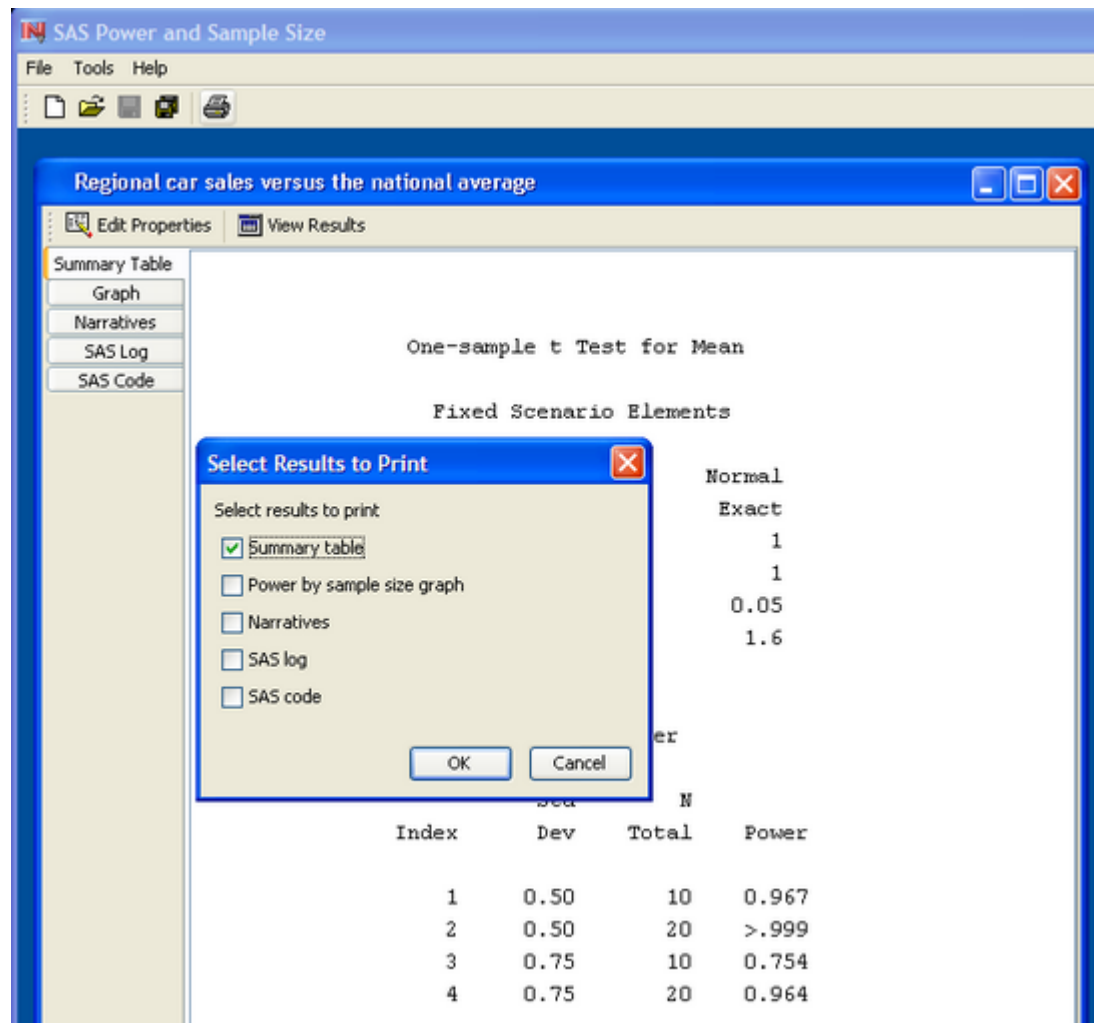 SAS Power and Sample Size
File Tools Help
Regional car sales versus the national average
Edit Properties View Results
Summary Table
Graph
Narratives
SAS Log
SAS Code
One-sample t Test for Mean
Fixed Scenario Elements
Normal
Exact
1
1
0.05
1.6
Select Results to Print
Select results to print
Summary table
Power by sample size graph
Narratives
SAS log
SAS code
OK Cancel
er
N
Index Dev Total Power
1 0.50 10 0.967
2 0.50 20 >.999
3 0.75 10 0.754
4 0.75 20 0.964